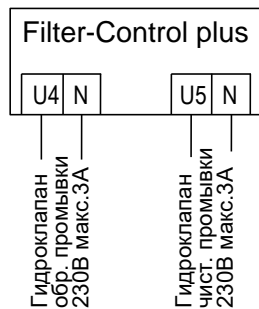 Filter-Control plus
U4 N
U5 N
Гидроклапан
обр. промывки
230В макс.3А
Гидроклапан
чист. промывки
230В макс.3А